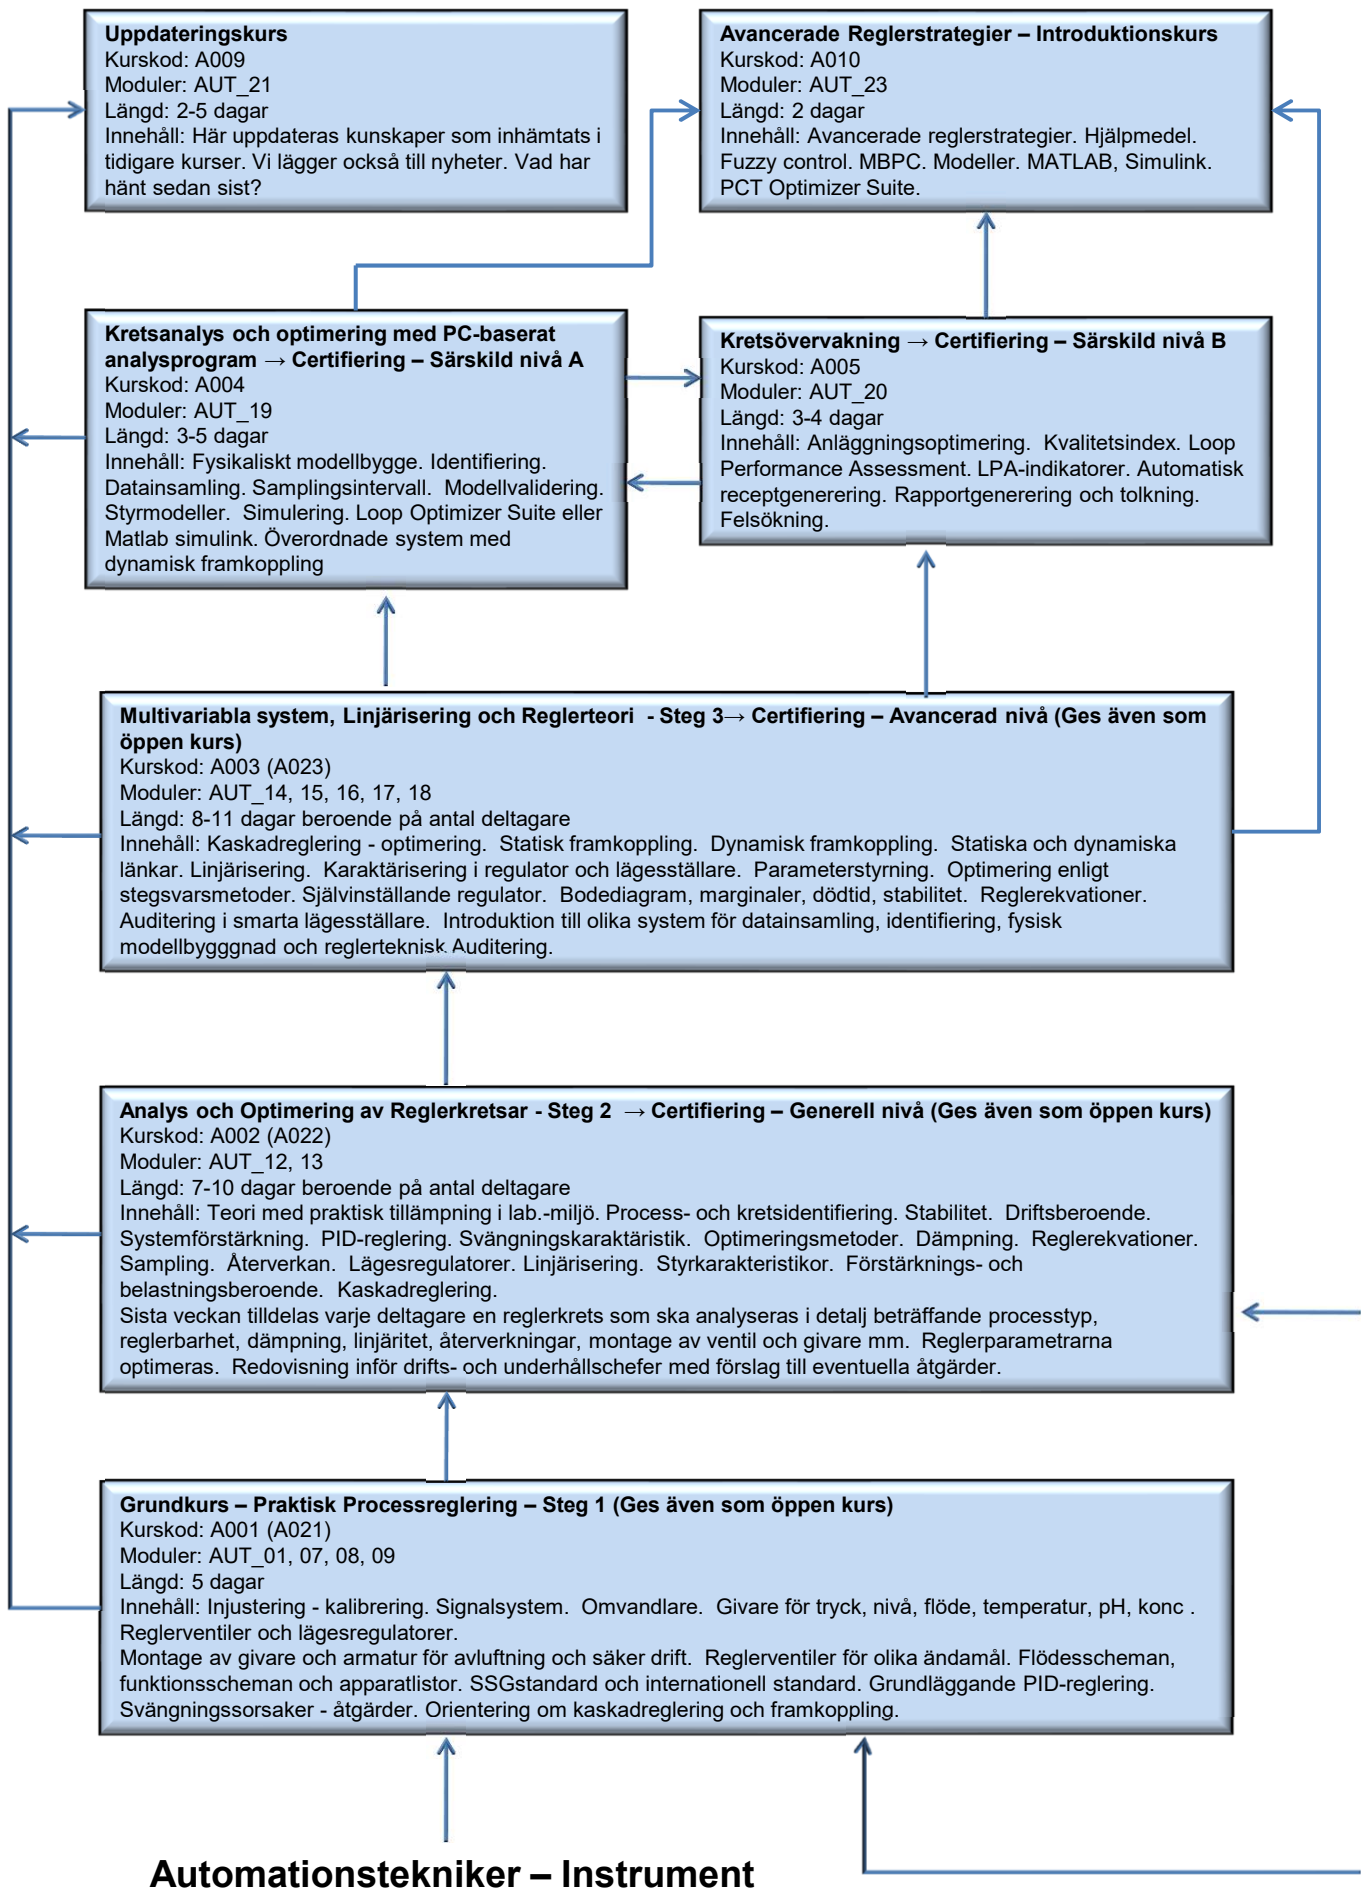 Uppdateringskurs
Kurskod: A009
Moduler: AUT_21
Längd: 2-5 dagar
Innehåll: Här uppdateras kunskaper som inhämtats i
tidigare kurser. Vi lägger också till nyheter. Vad har
hänt sedan sist?
Avancerade Reglerstrategier – Introduktionskurs
Kurskod: A010
Moduler: AUT_23
Längd: 2 dagar
Innehåll: Avancerade reglerstrategier. Hjälpmedel.
Fuzzy control. MBPC. Modeller. MATLAB, Simulink.
PCT Optimizer Suite.
Kretsanalys och optimering med PC-baserat
analysprogram → Certifiering – Särskild nivå A
Kurskod: A004
Moduler: AUT_19
Längd: 3-5 dagar
Innehåll: Fysikaliskt modellbygge. Identifiering.
Datainsamling. Samplingsintervall. Modellvalidering.
Styrmodeller. Simulering. Loop Optimizer Suite eller
Matlab simulink. Överordnade system med
dynamisk framkoppling
Kretsövervakning → Certifiering – Särskild nivå B
Kurskod: A005
Moduler: AUT_20
Längd: 3-4 dagar
Innehåll: Anläggningsoptimering. Kvalitetsindex. Loop
Performance Assessment. LPA-indikatorer. Automatisk
receptgenerering. Rapportgenerering och tolkning.
Felsökning.
Multivariabla system, Linjärisering och Reglerteori - Steg 3→ Certifiering – Avancerad nivå (Ges även som
öppen kurs)
Kurskod: A003 (A023)
Moduler: AUT_14, 15, 16, 17, 18
Längd: 8-11 dagar beroende på antal deltagare
Innehåll: Kaskadreglering - optimering. Statisk framkoppling. Dynamisk framkoppling. Statiska och dynamiska
länkar. Linjärisering. Karaktärisering i regulator och lägesställare. Parameterstyrning. Optimering enligt
stegsvarsmetoder. Självinställande regulator. Bodediagram, marginaler, dödtid, stabilitet. Reglerekvationer.
Auditering i smarta lägesställare. Introduktion till olika system för datainsamling, identifiering, fysisk
modellbygggnad och reglerteknisk Auditering.
Analys och Optimering av Reglerkretsar - Steg 2 → Certifiering – Generell nivå (Ges även som öppen kurs)
Kurskod: A002 (A022)
Moduler: AUT_12, 13
Längd: 7-10 dagar beroende på antal deltagare
Innehåll: Teori med praktisk tillämpning i lab.-miljö. Process- och kretsidentifiering. Stabilitet. Driftsberoende.
Systemförstärkning. PID-reglering. Svängningskaraktäristik. Optimeringsmetoder. Dämpning. Reglerekvationer.
Sampling. Återverkan. Lägesregulatorer. Linjärisering. Styrkarakteristikor. Förstärknings- och
belastningsberoende. Kaskadreglering.
Sista veckan tilldelas varje deltagare en reglerkrets som ska analyseras i detalj beträffande processtyp,
reglerbarhet, dämpning, linjäritet, återverkningar, montage av ventil och givare mm. Reglerparametrarna
optimeras. Redovisning inför drifts- och underhållschefer med förslag till eventuella åtgärder.
Grundkurs – Praktisk Processreglering – Steg 1 (Ges även som öppen kurs)
Kurskod: A001 (A021)
Moduler: AUT_01, 07, 08, 09
Längd: 5 dagar
Innehåll: Injustering - kalibrering. Signalsystem. Omvandlare. Givare för tryck, nivå, flöde, temperatur, pH, konc .
Reglerventiler och lägesregulatorer.
Montage av givare och armatur för avluftning och säker drift. Reglerventiler för olika ändamål. Flödesscheman,
funktionsscheman och apparatlistor. SSGstandard och internationell standard. Grundläggande PID-reglering.
Svängningssorsaker - åtgärder. Orientering om kaskadreglering och framkoppling.
Automationstekniker – Instrument